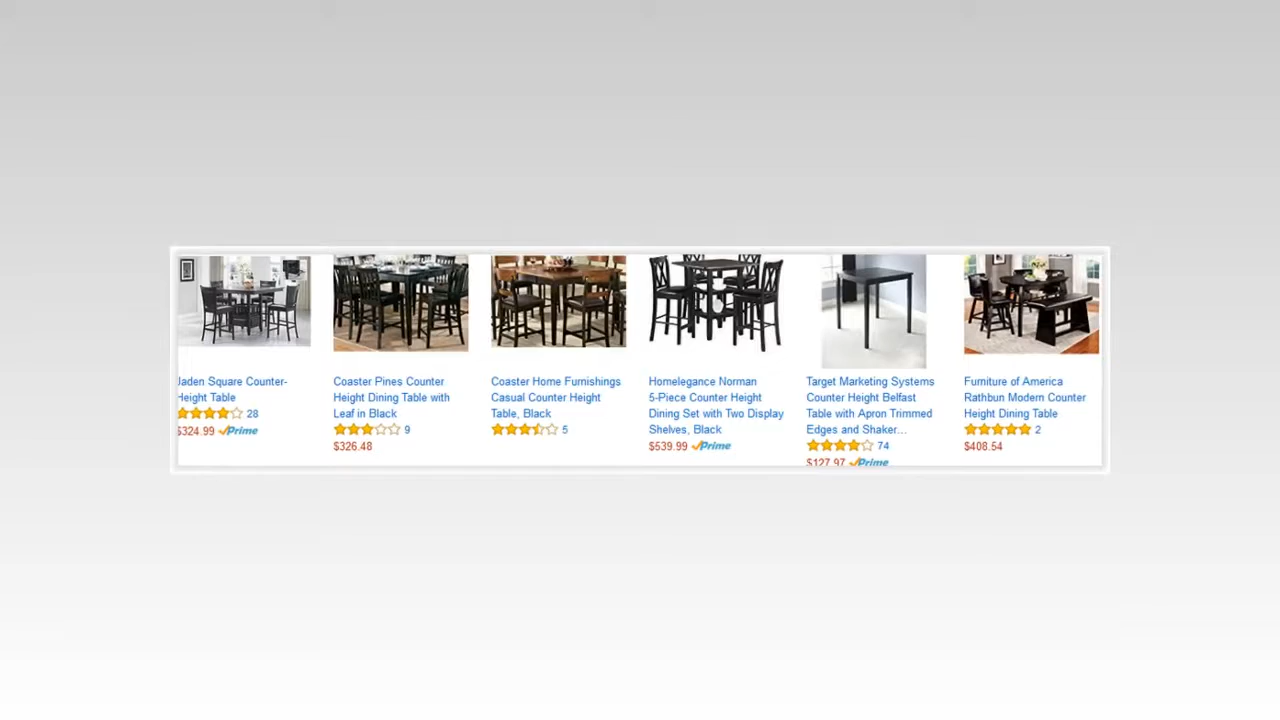 Jaden Square Counter-
Height Table
28
$324.99 Prime
Coaster Pines Counter
Height Dining Table with
Leaf in Black
9
$326.48
Coaster Home Furnishings
Casual Counter Height
Table, Black
5
Homelegance Norman
5-Piece Counter Height
Dining Set with Two Display
Shelves, Black
$539.99 Prime
Target Marketing Systems
Counter Height Belfast
Table with Apron Trimmed
Edges and Shaker...
74
$127.97 Prime
Furniture of America
Rathbun Modern Counter
Height Dining Table
2
$408.54